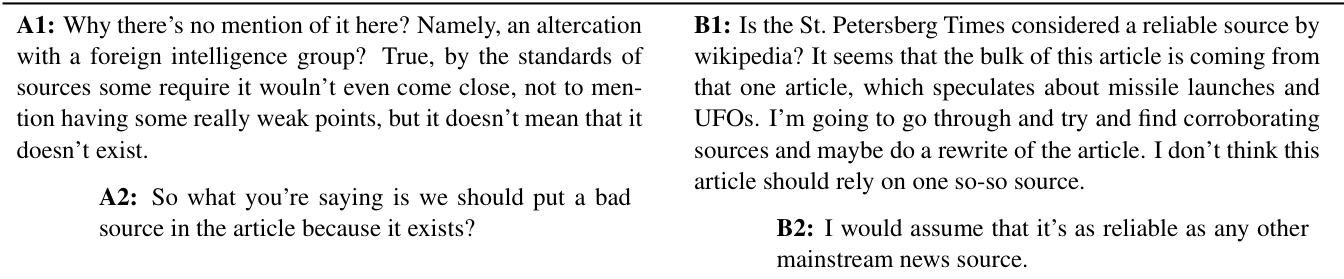 A1: Why there's no mention of it here? Namely, an altercation
with a foreign intelligence group? True, by the standards of
sources some require it wouln't even come close, not to men-
tion having some really weak points, but it doesn't mean that it
doesn't exist.
A2: So what you're saying is we should put a bad
source in the article because it exists?
B1: Is the St. Petersberg Times considered a reliable source by
wikipedia? It seems that the bulk of this article is coming from
that one article, which speculates about missile launches and
UFOs. I'm going to go through and try and find corroborating
sources and maybe do a rewrite of the article. I don't think this
article should rely on one so-so source.
B2: I would assume that it's as reliable as any other
mainstream news source.